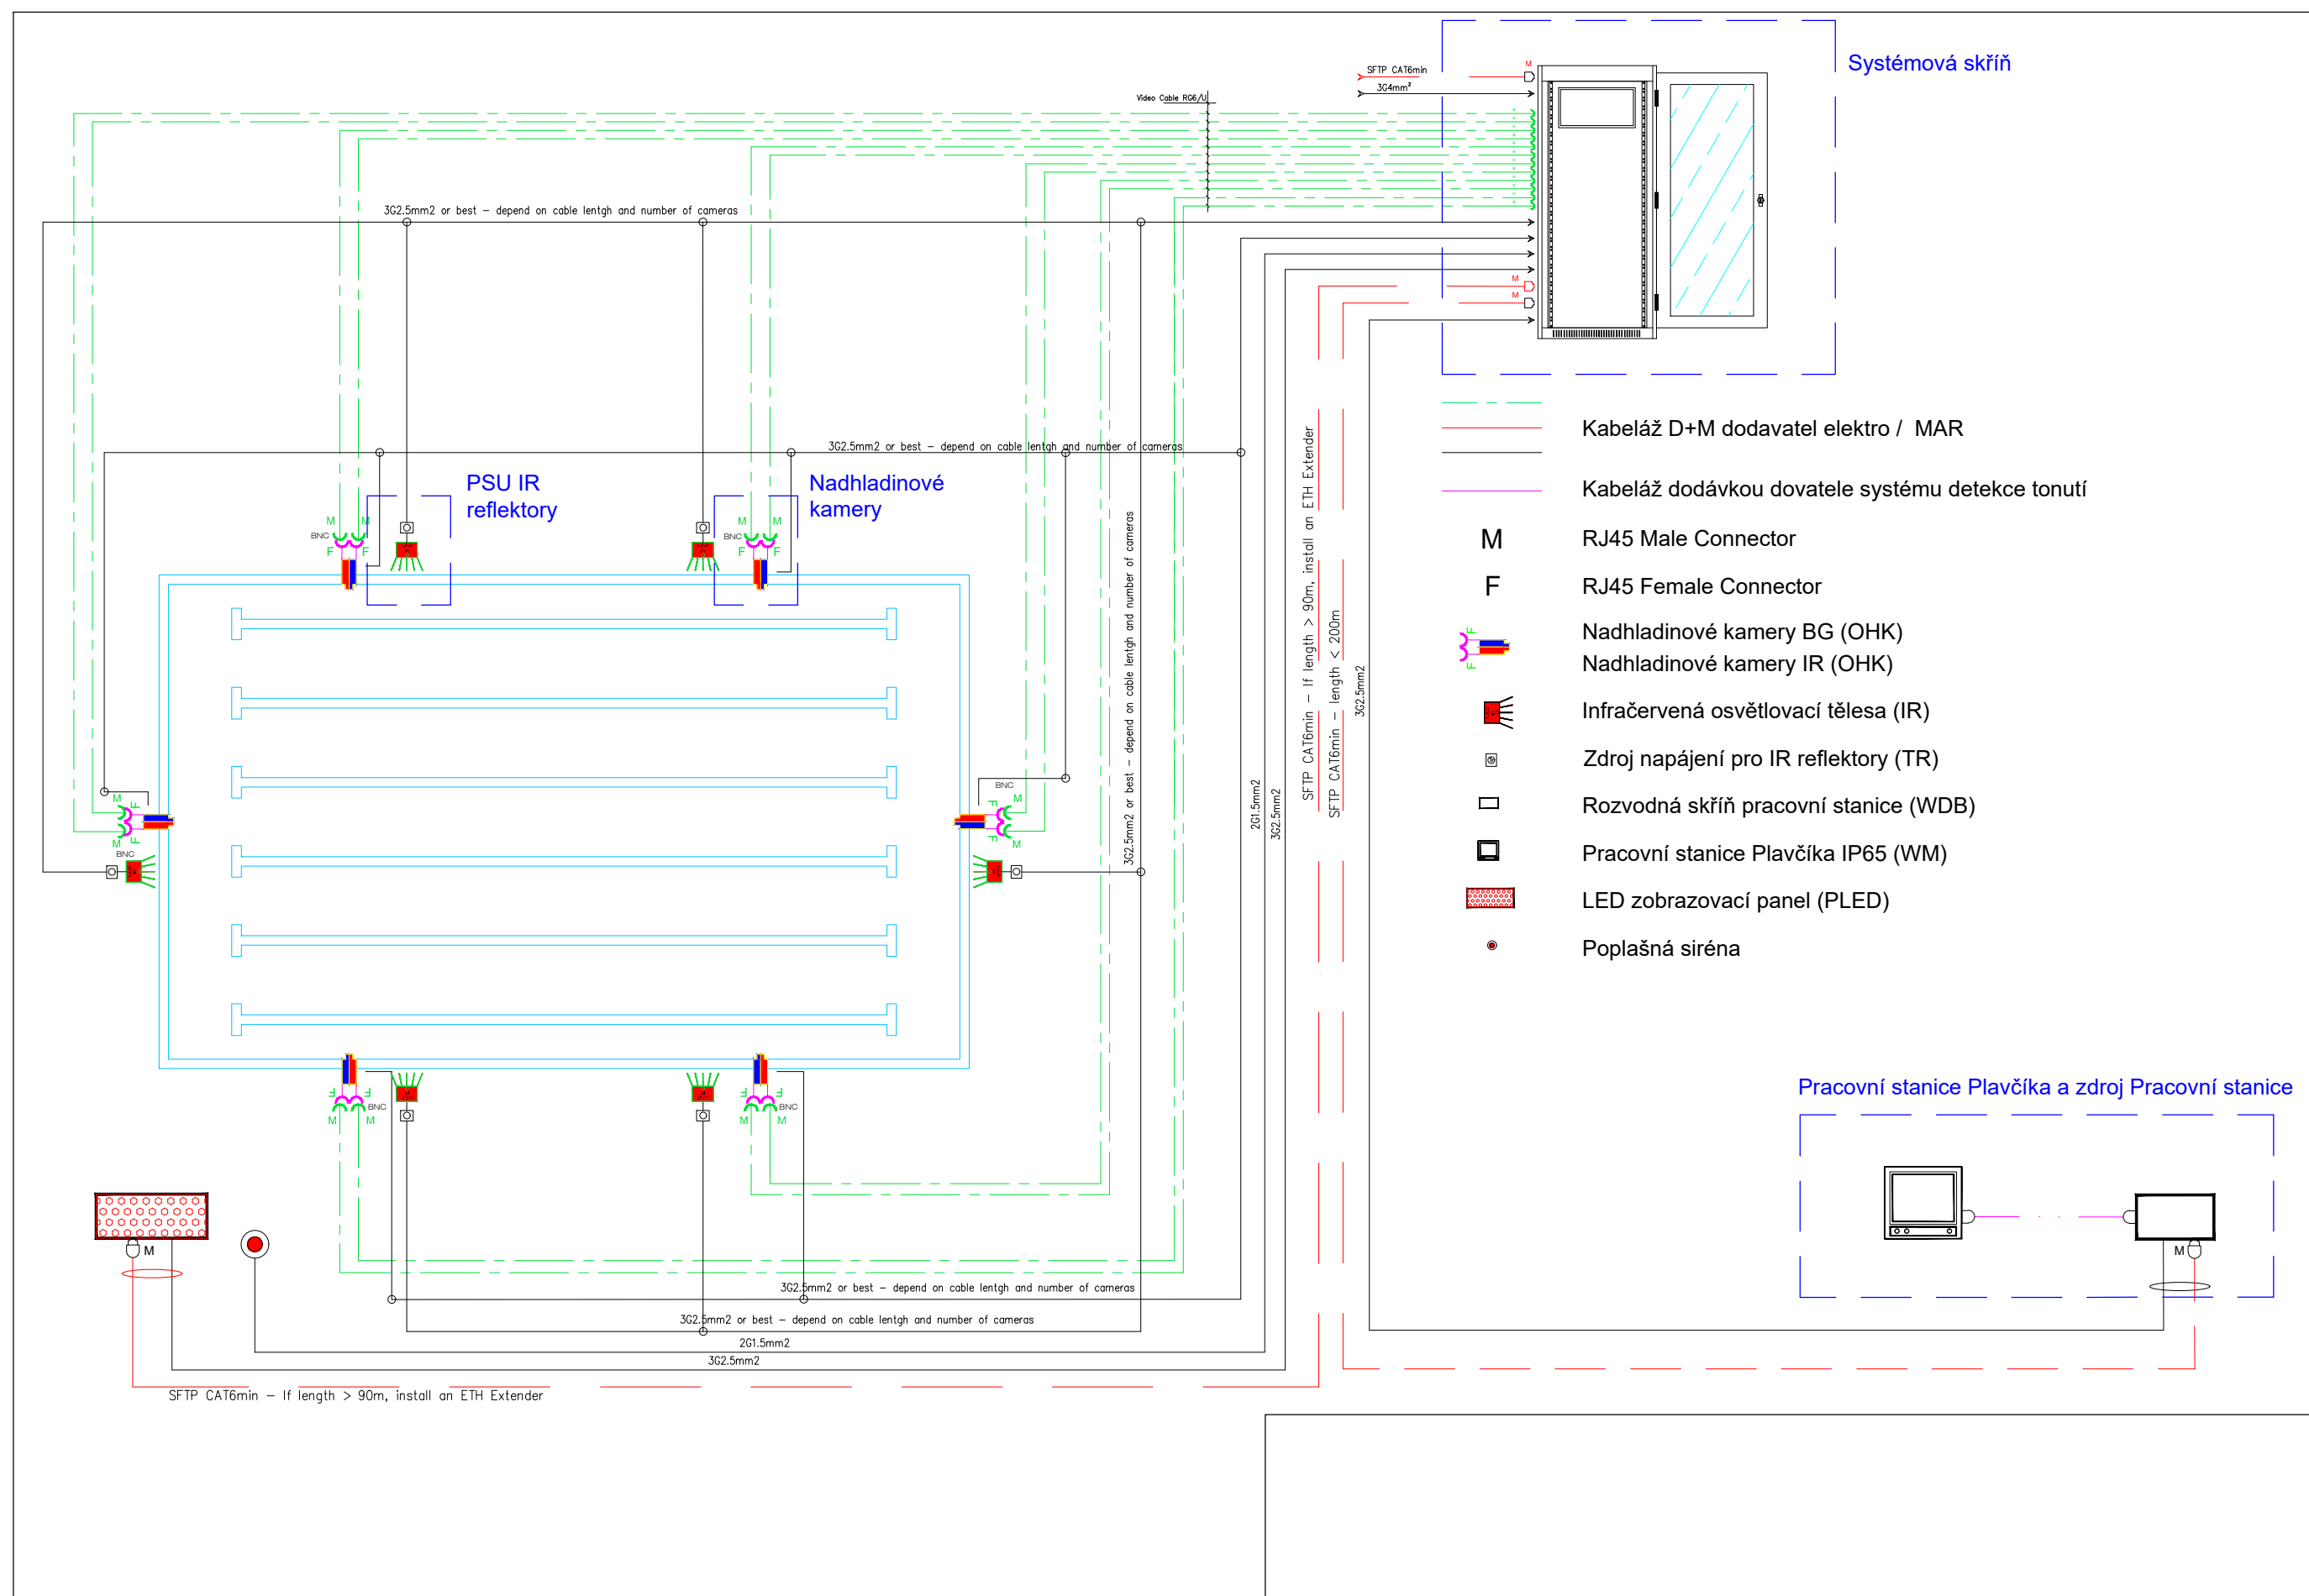 Systémová skříň
M
SFTP CAT6min
3G4mm²
Video Cable RG6/U
3G2.5mm2 or best – depend on cable lentgh and number of cameras
M
M
Kabeláž D+M dodavatel elektro / MAR
3G2.5mm2 or best – depend on cable lentgh and number of cameras
PSU IR
reflektory
Nadhladinové
kamery
Kabeláž dodávkou dovatele systému detekce tonutí
M M
BNC
F F
M M
BNC
F F
M RJ45 Male Connector
F RJ45 Female Connector
F
F
Nadhladinové kamery BG (OHK)
Nadhladinové kamery IR (OHK)
Infračervená osvětlovací tělesa (IR)
Zdroj napájení pro IR reflektory (TR)
Rozvodná skříň pracovní stanice (WDB)
Pracovní stanice Plavčíka IP65 (WM)
LED zobrazovací panel (PLED)
Poplašná siréna
3G2.5mm2 or best – depend on cable lentgh and number of cameras
SFTP CAT6min – If length > 90m, install an ETH Extender
SFTP CAT6min – length < 200m
3G2.5mm2
2G1.5mm2
3G2.5mm2
M F
M F
BNC
BNC
F M
F M
F F
BNC
M M
F F
BNC
M M
Pracovní stanice Plavčíka a zdroj Pracovní stanice
M
M
3G2.5mm2 or best – depend on cable lentgh and number of cameras
3G2.5mm2 or best – depend on cable lentgh and number of cameras
2G1.5mm2
3G2.5mm2
SFTP CAT6min – If length > 90m, install an ETH Extender